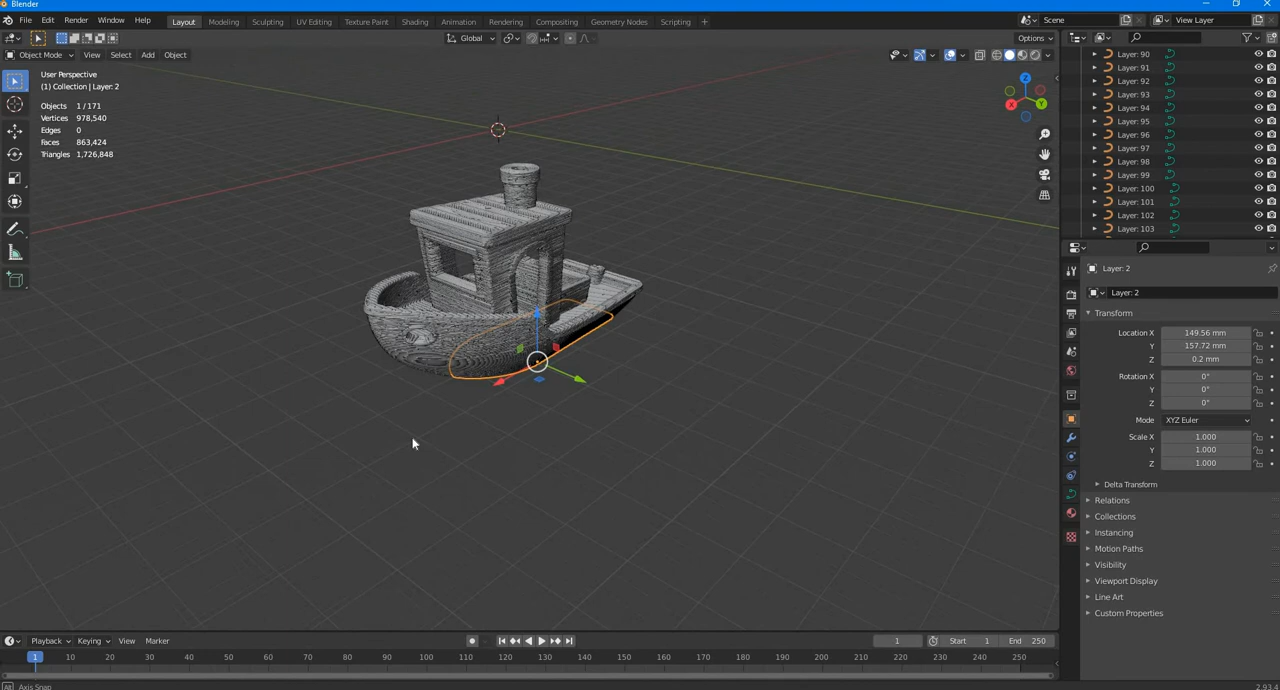 Blender
File Edit Render Window Help Layout Modeling Sculpting UV Editing Texture Paint Shading Animation Rendering Compositing Geometry Nodes Scripting + Scene View Layer
Global Options
Object Mode View Select Add Object
User Perspective
(1) Collection | Layer: 2
Objects 1 / 171
Vertices 978,540
Edges 0
Faces 863,424
Triangles 1,726,848
Z
X
Y
Layer: 90
Layer: 91
Layer: 92
Layer: 93
Layer: 94
Layer: 95
Layer: 96
Layer: 97
Layer: 98
Layer: 99
Layer: 100
Layer: 101
Layer: 102
Layer: 103
Layer: 2
Layer: 2
Transform
Location X 149.56 mm
Y 157.72 mm
Z 0.2 mm
Rotation X 0°
Y 0°
Z 0°
Mode XYZ Euler
Scale X 1.000
Y 1.000
Z 1.000
Delta Transform
Relations
Collections
Instancing
Motion Paths
Visibility
Viewport Display
Line Art
Custom Properties
Playback Keying View Marker 1 Start 1 End 250
1 10 20 30 40 50 60 70 80 90 100 110 120 130 140 150 160 170 180 190 200 210 220 230 240 250
Alt Axis Snap 2.93.4